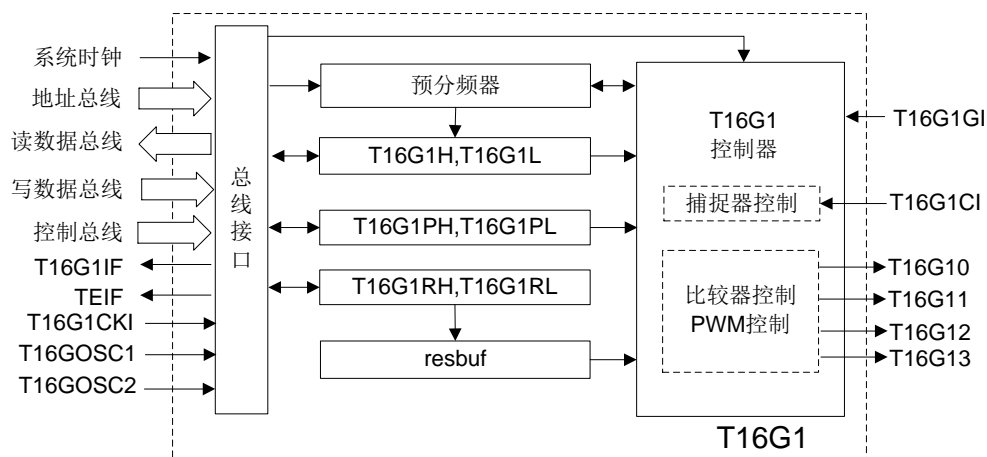 系统时钟
地址总线
读数据总线
写数据总线
控制总线
T16G1IF
TEIF
T16G1CKI
T16GOSC1
T16GOSC2
总线接口
预分频器
T16G1H,T16G1L
T16G1PH,T16G1PL
T16G1RH,T16G1RL
resbuf
T16G1
控制器
捕捉器控制
比较器控制
PWM控制
T16G1GI
T16G1CI
T16G10
T16G11
T16G12
T16G13
T16G1